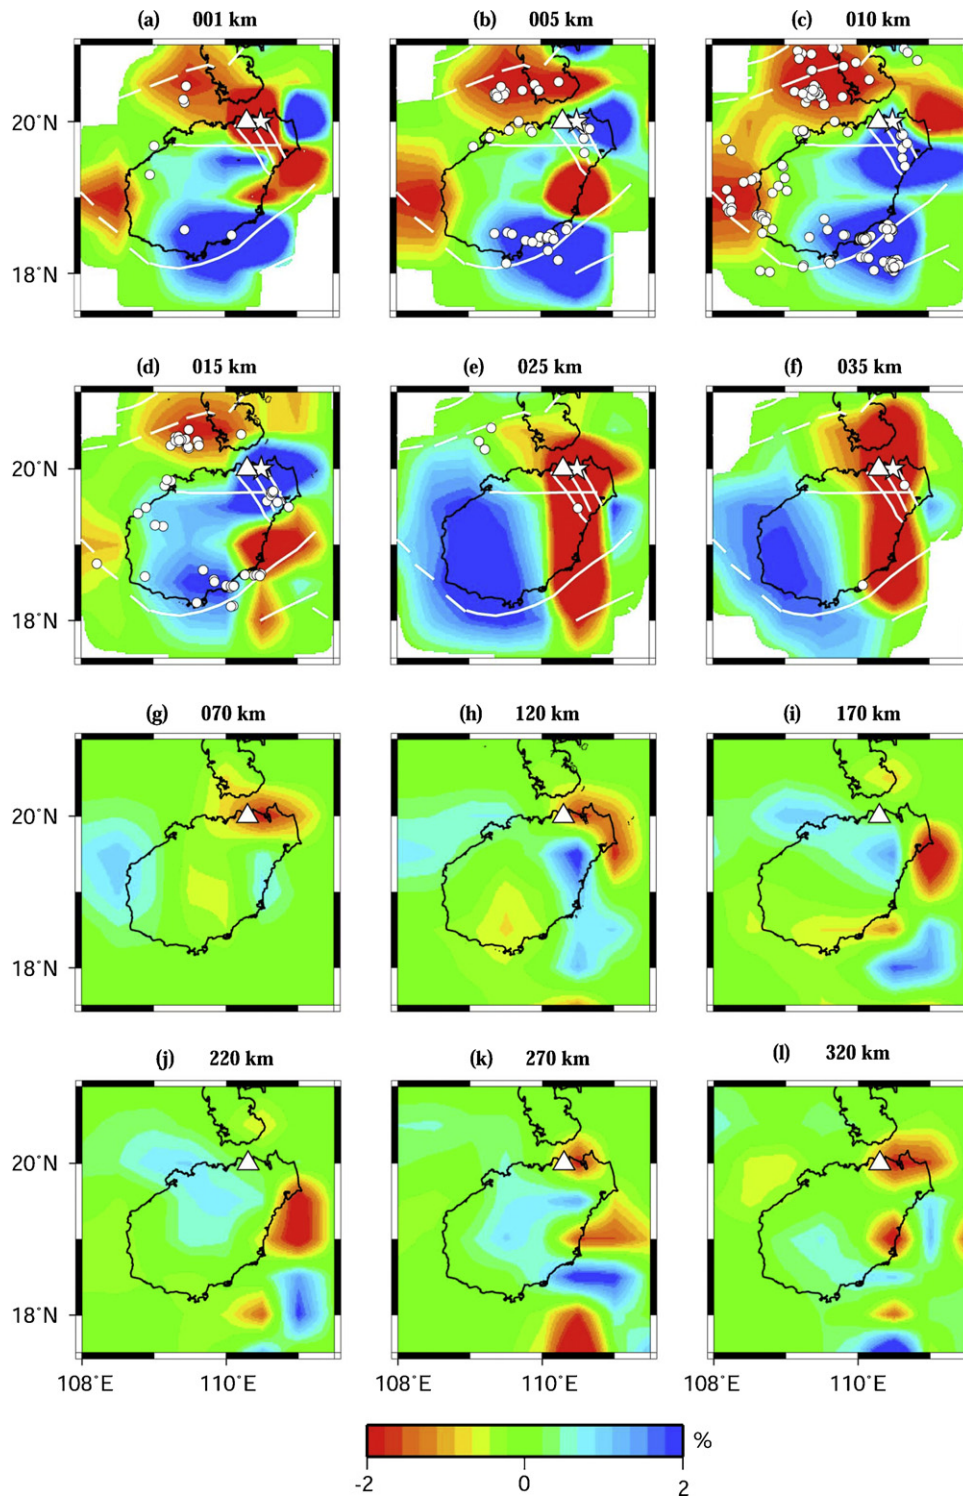 (a) 001 km (b) 005 km (c) 010 km
20°N
18°N
(d) 015 km (e) 025 km (f) 035 km
20°N
18°N
(g) 070 km (h) 120 km (i) 170 km
20°N
18°N
(j) 220 km (k) 270 km (l) 320 km
20°N
18°N
108°E 110°E 108°E 110°E 108°E 110°E
%
-2 0 2